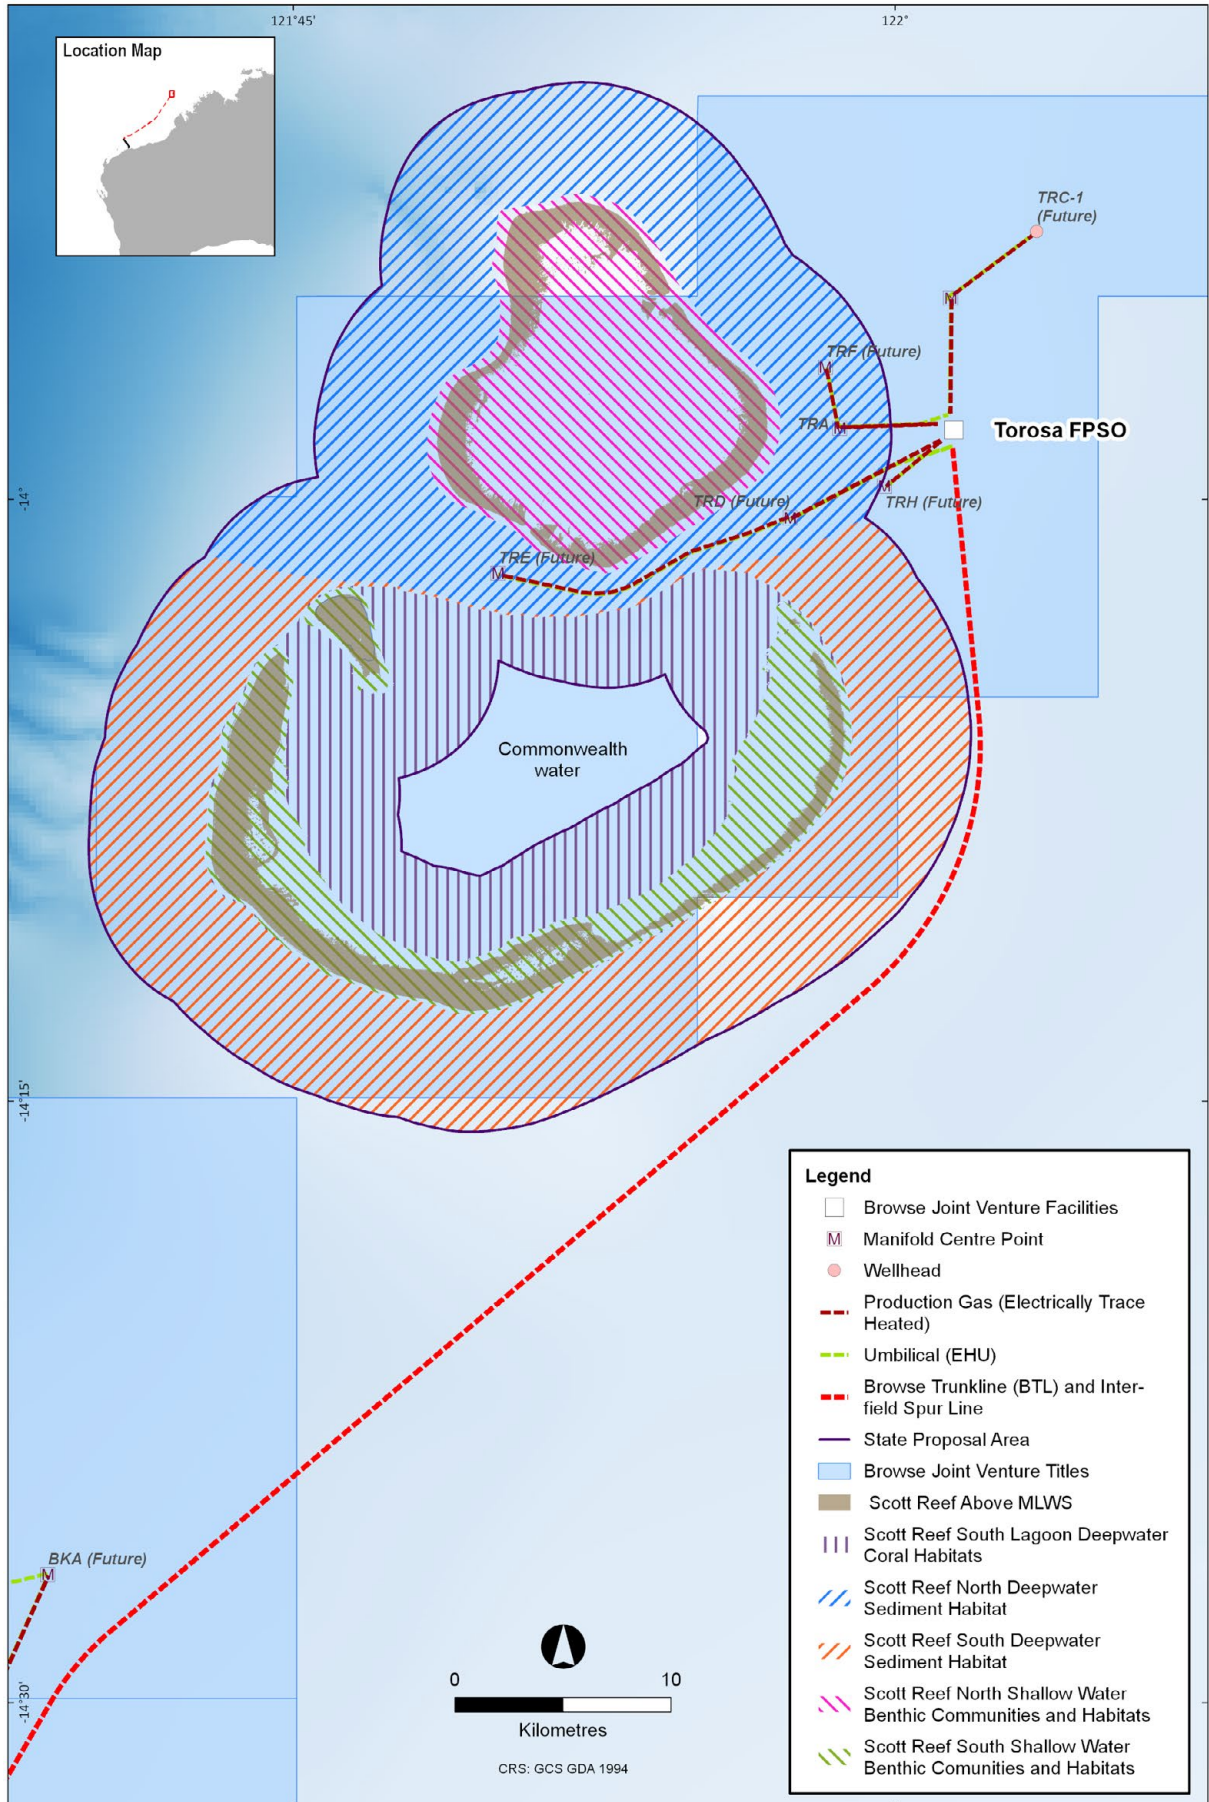 121°45'
122°
Location Map
TRC-1
(Future)
M
TRF (Future)
M
TRA
M
Torosa FPSO
-14°
TRD (Future)
M
M
TRH (Future)
TRE (Future)
M
Commonwealth
water
-14°15'
BKA (Future)
M
-14°30'
0
10
Kilometres
CRS: GCS GDA 1994
Legend
Browse Joint Venture Facilities
M
Manifold Centre Point
Wellhead
Production Gas (Electrically Trace
Heated)
Umbilical (EHU)
Browse Trunkline (BTL) and Inter-
field Spur Line
State Proposal Area
Browse Joint Venture Titles
Scott Reef Above MLWS
Scott Reef South Lagoon Deepwater
Coral Habitats
Scott Reef North Deepwater
Sediment Habitat
Scott Reef South Deepwater
Sediment Habitat
Scott Reef North Shallow Water
Benthic Communities and Habitats
Scott Reef South Shallow Water
Benthic Comunities and Habitats